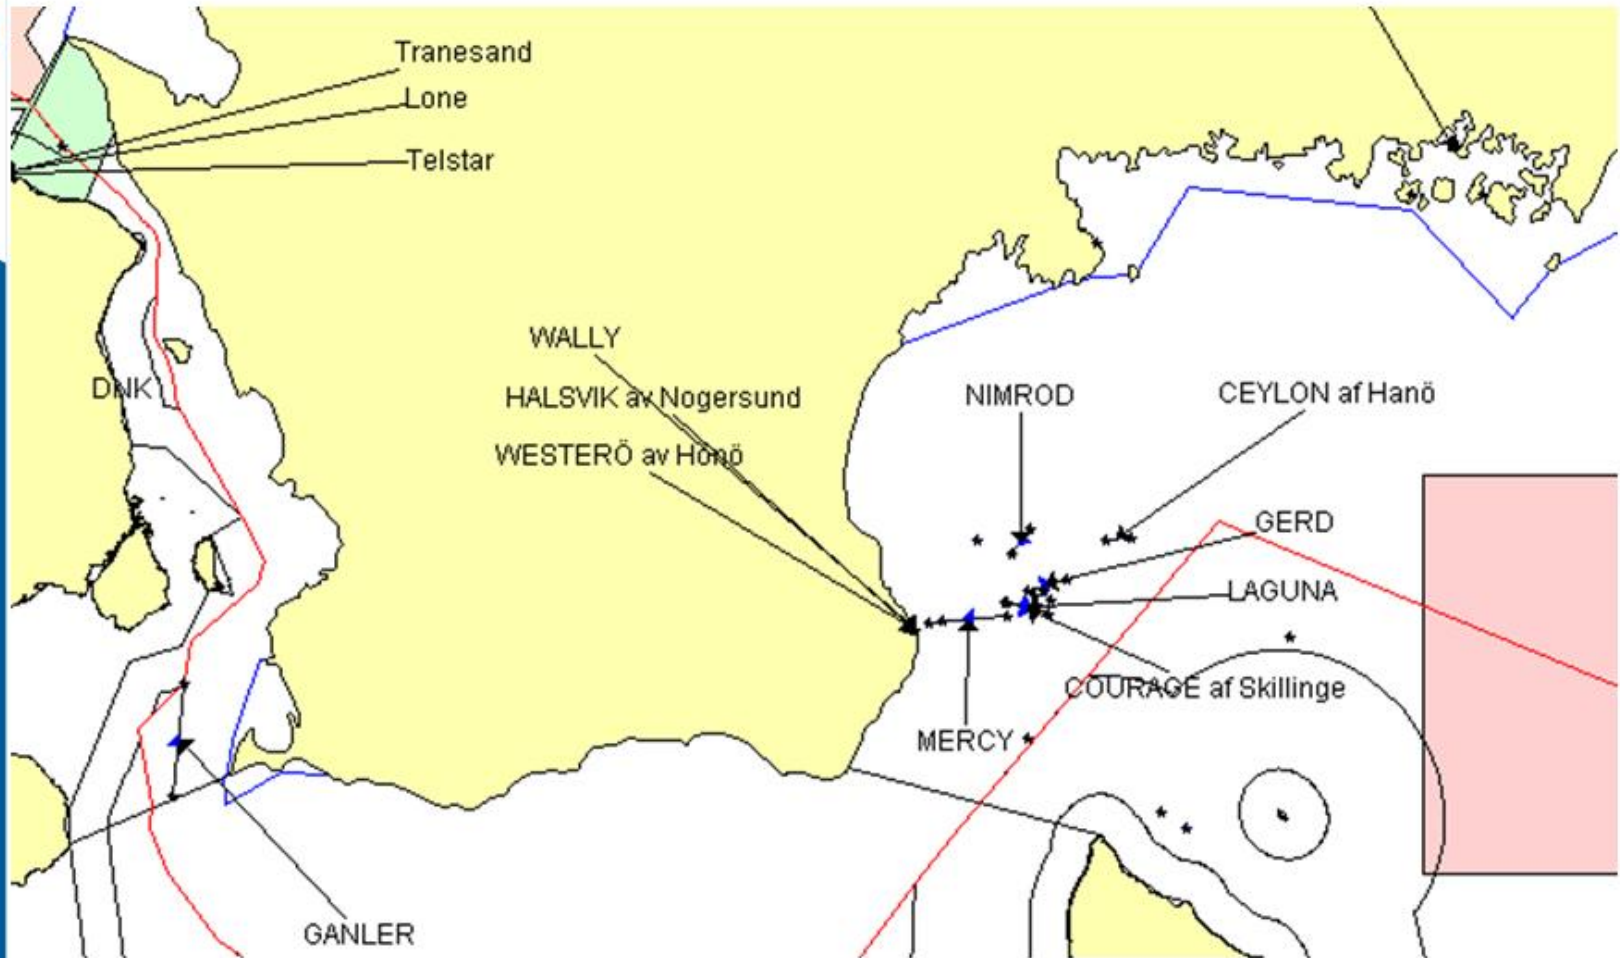 Tranesand
Lone
Telstar
WALLY
DNK
HALSVIK av Nogersund
NIMROD
CEYLON af Hanö
WESTERÖ av Hönö
GERD
LAGUNA
COURAGE af Skillinge
MERCY
GANLER